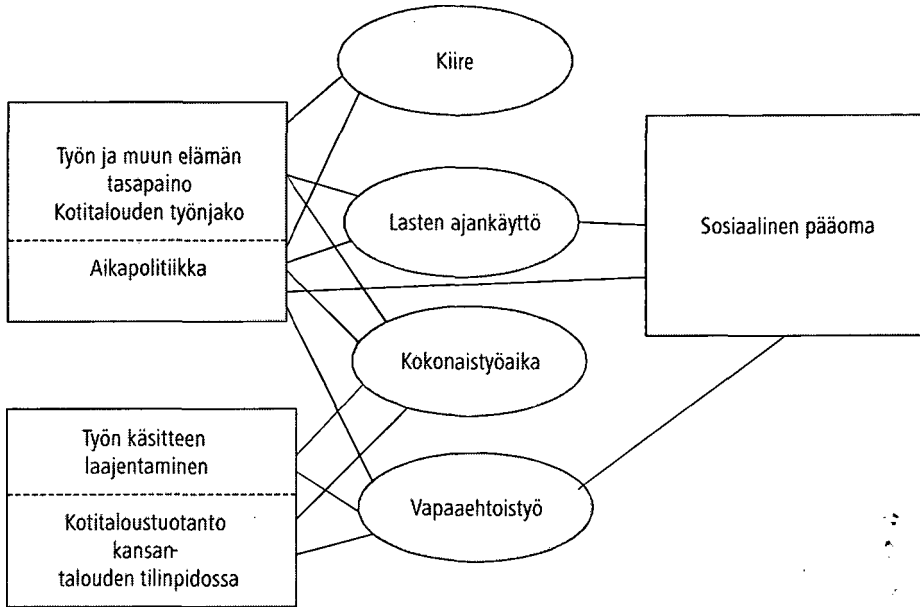 Kiire
Työn ja muun elämän
tasapaino
Kotitalouden työnjako
Aikapolitiikka
Lasten ajankäyttö
Sosiaalinen pääoma
Kokonaistyöaika
Työn käsitteen
laajentaminen
Kotitaloustuotanto
kansan-
talouden tilinpidossa
Vapaaehtoistyö